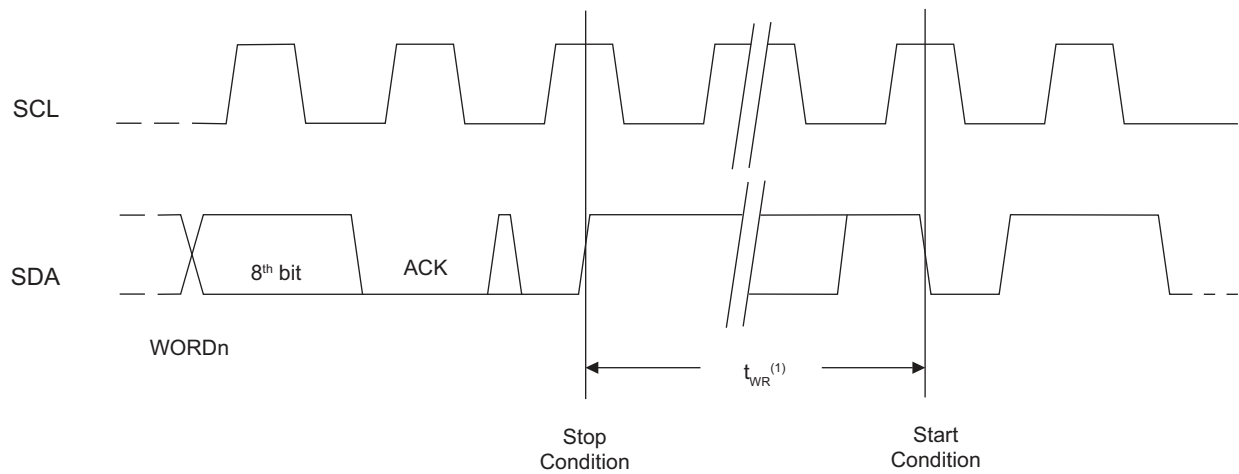 SCL
SDA
8th bit
ACK
WORDn
tWR(1)
Stop
Condition
Start
Condition